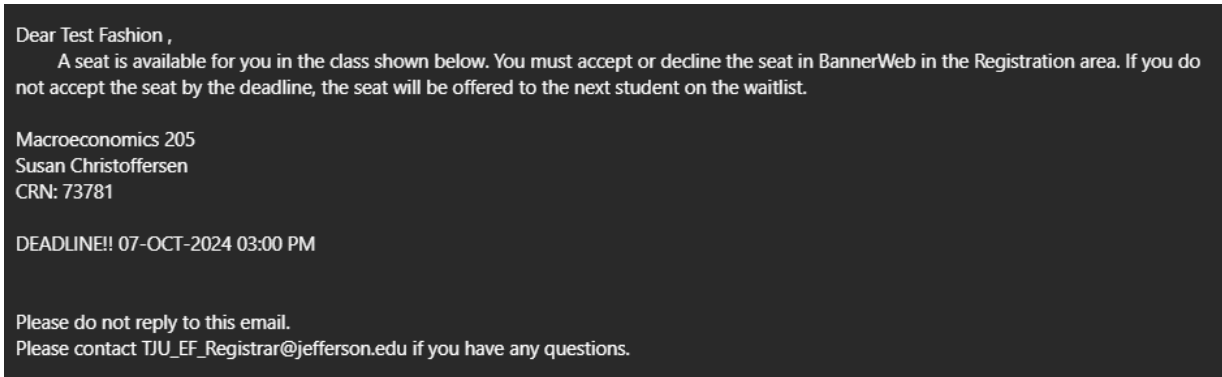 Dear Test Fashion ,
A seat is available for you in the class shown below. You must accept or decline the seat in BannerWeb in the Registration area. If you do
not accept the seat by the deadline, the seat will be offered to the next student on the waitlist.
Macroeconomics 205
Susan Christoffersen
CRN: 73781
DEADLINE!! 07-OCT-2024 03:00 PM
Please do not reply to this email.
Please contact TJU_EF_Registrar@jefferson.edu if you have any questions.